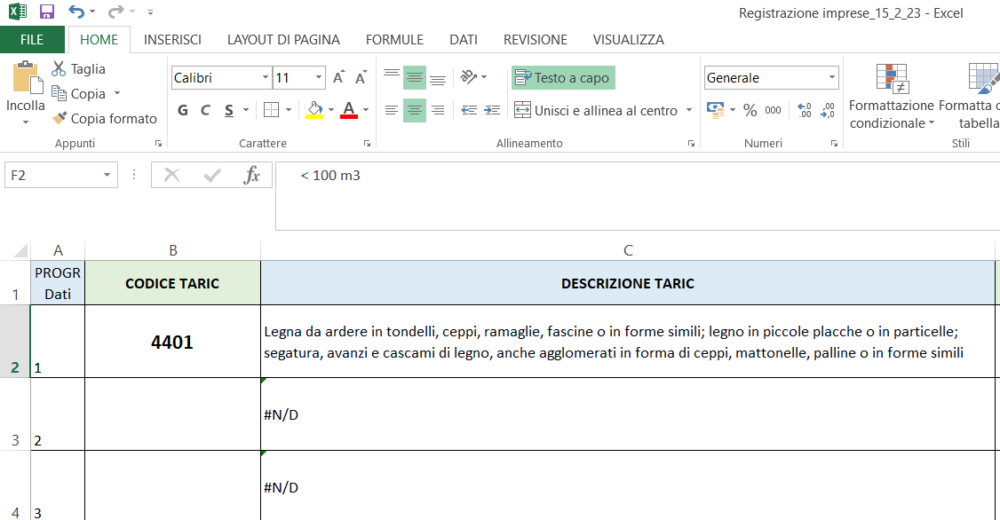 Registrazione imprese_15_2_23 - Excel
FILE HOME INSERISCI LAYOUT DI PAGINA FORMULE DATI REVISIONE VISUALIZZA
Incolla
Taglia
Copia
Copia formato
Appunti
Calibri 11 A A
G C S A
Carattere
Testo a capo
Unisci e allinea al centro
Allineamento
Generale
% 000 ,00 ,00
Numeri
Formattazione condizionale
Formatta
tabella
Stili
F2 fx < 100 m3
A B C
1 PROGR Dati CODICE TARIC DESCRIZIONE TARIC
2 1 4401 Legna da ardere in tondelli, ceppi, ramaglie, fascine o in forme simili; legno in piccole placche o in particelle;
segatura, avanzi e cascami di legno, anche agglomerati in forma di ceppi, mattonelle, palline o in forme simili
3 2 #N/D
4 3 #N/D